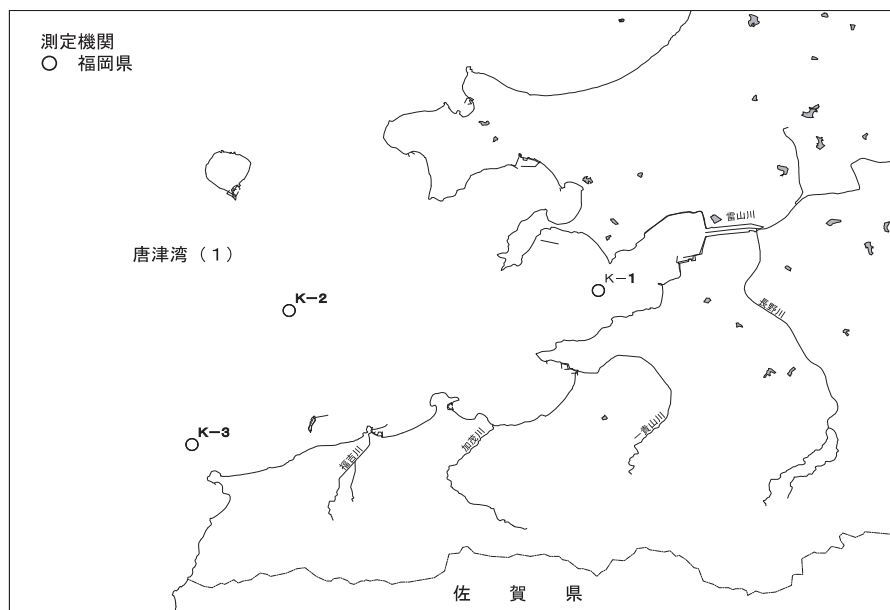 測定機関
○ 福岡県
雷山川
唐津湾（１）
K－1
K－2
長野川
K－3
一貴山川
加茂川
福吉川
佐賀県